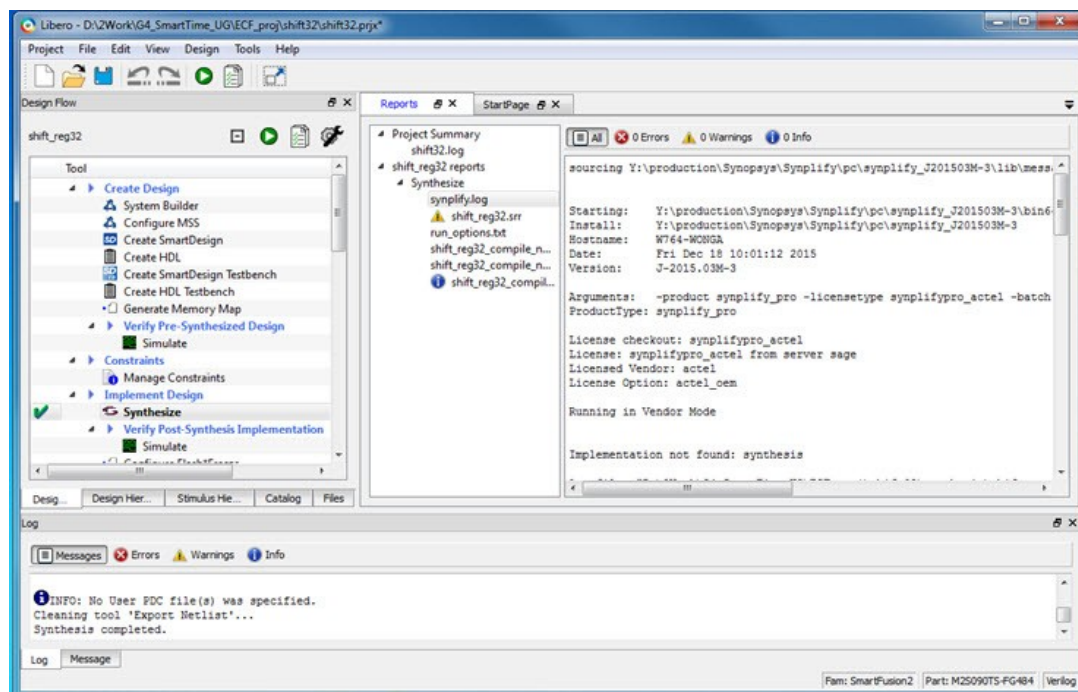 Libero - D:\2Work\G4_SmartTime_UG\ECF_proj\shift32\shift32.prjx*
Project File Edit View Design Tools Help
Design Flow
shift_reg32
Tool
Create Design
System Builder
Configure MSS
Create SmartDesign
Create HDL
Create SmartDesign Testbench
Create HDL Testbench
Generate Memory Map
Verify Pre-Synthesized Design
Simulate
Constraints
Manage Constraints
Implement Design
Synthesize
Verify Post-Synthesis Implementation
Simulate
Desig... Design Hier... Stimulus Hie... Catalog Files
Reports StartPage
Project Summary
shift32.log
shift_reg32 reports
Synthesize
synplify.log
shift_reg32.srr
run_options.txt
shift_reg32_compile_n...
shift_reg32_compile_n...
shift_reg32_compil...
All 0 Errors 0 Warnings 0 Info
sourcing Y:\production\Synopsys\Synplify\pc\synplify_J201503M-3\lib\mess
Starting: Y:\production\Synopsys\Synplify\pc\synplify_J201503M-3\bin6
Install: Y:\production\Synopsys\Synplify\pc\synplify_J201503M-3
Hostname: W764-WONGA
Date: Fri Dec 18 10:01:12 2015
Version: J-2015.03M-3
Arguments: -product synplify_pro -licensetype synplifypro_actel -batch
ProductType: synplify_pro
License checkout: synplifypro_actel
License: synplifypro_actel from server sage
Licensed Vendor: actel
License Option: actel_oem
Running in Vendor Mode
Implementation not found: synthesis
Log
Messages Errors Warnings Info
INFO: No User PDC file(s) was specified.
Cleaning tool 'Export Netlist'...
Synthesis completed.
Log Message
Fam: SmartFusion2 Part: M2S090TS-FG484 Verilog